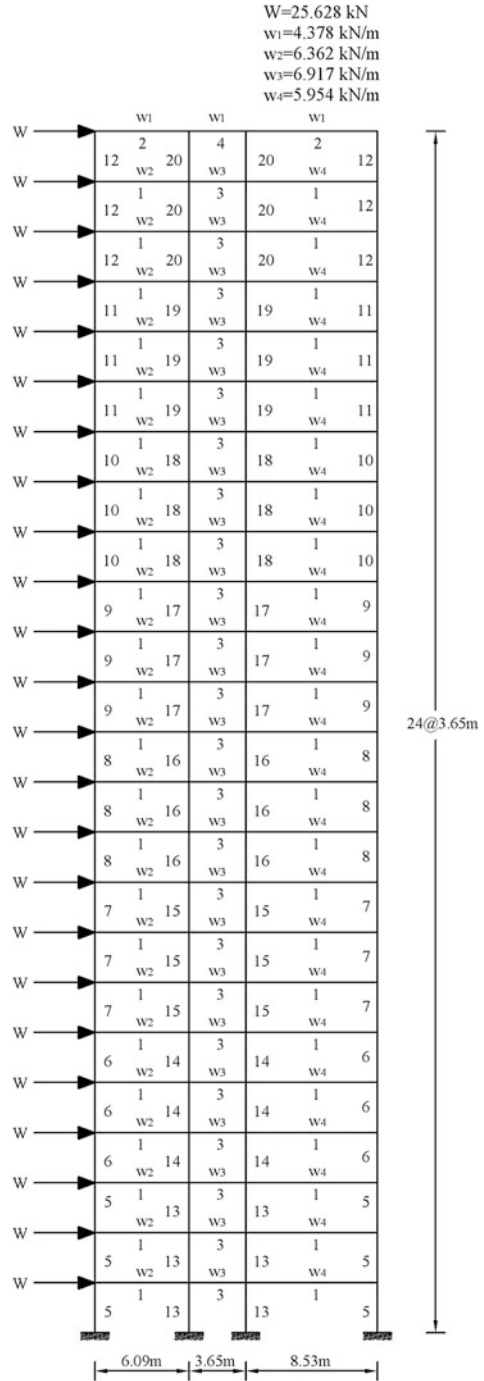 W=25.628 kN
w1=4.378 kN/m
w2=6.362 kN/m
w3=6.917 kN/m
w4=5.954 kN/m
w1 w1 w1
W
2 4 2
12 w2 20 w3 20 w4 12
W
1 3 1
12 w2 20 w3 20 w4 12
W
1 3 1
12 w2 20 w3 20 w4 12
W
1 3 1
11 w2 19 w3 19 w4 11
W
1 3 1
11 w2 19 w3 19 w4 11
W
1 3 1
11 w2 19 w3 19 w4 11
W
1 3 1
10 w2 18 w3 18 w4 10
W
1 3 1
10 w2 18 w3 18 w4 10
W
1 3 1
10 w2 18 w3 18 w4 10
W
1 3 1
9 w2 17 w3 17 w4 9
W
1 3 1
9 w2 17 w3 17 w4 9
W
1 3 1
9 w2 17 w3 17 w4 9
24@3.65m
W
1 3 1
8 w2 16 w3 16 w4 8
W
1 3 1
8 w2 16 w3 16 w4 8
W
1 3 1
8 w2 16 w3 16 w4 8
W
1 3 1
7 w2 15 w3 15 w4 7
W
1 3 1
7 w2 15 w3 15 w4 7
W
1 3 1
7 w2 15 w3 15 w4 7
W
1 3 1
6 w2 14 w3 14 w4 6
W
1 3 1
6 w2 14 w3 14 w4 6
W
1 3 1
6 w2 14 w3 14 w4 6
W
1 3 1
5 w2 13 w3 13 w4 5
W
1 3 1
5 w2 13 w3 13 w4 5
W
1 3 1
5 13 13 5
6.09m 3.65m 8.53m